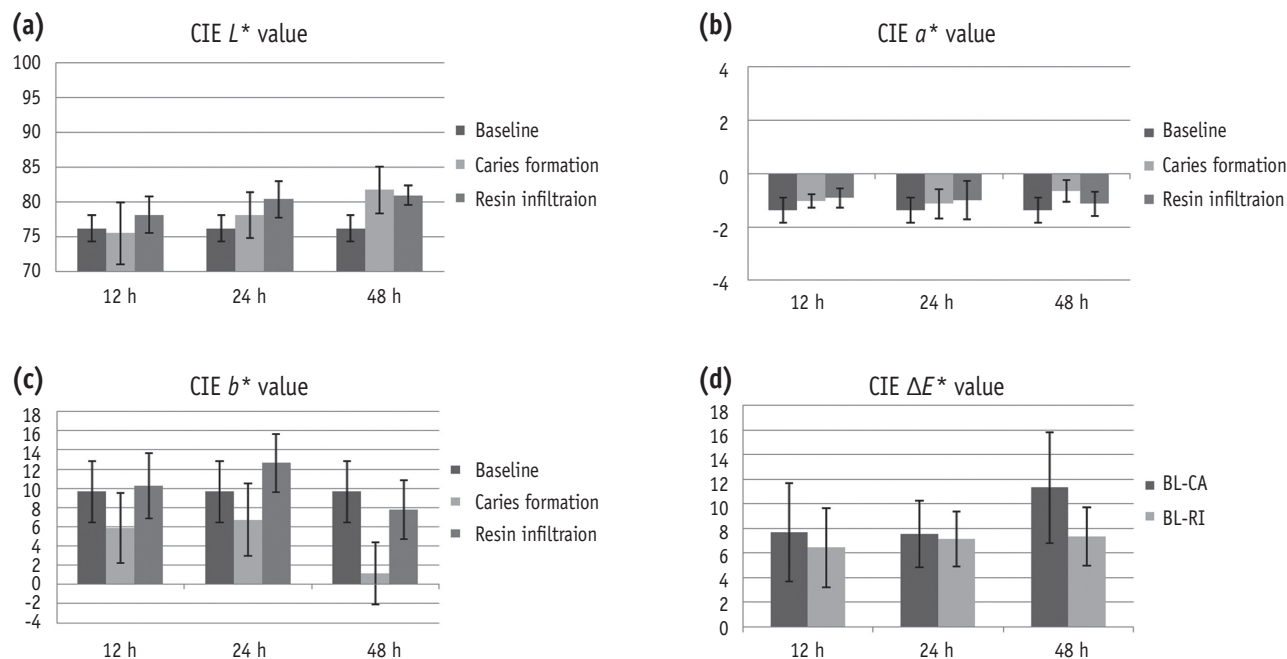 (a)
CIE L* value
100
95
90
85
80
75
70
12 h
24 h
48 h
Baseline
Caries formation
Resin infiltraion
(b)
CIE a* value
4
2
0
-2
-4
12 h
24 h
48 h
Baseline
Caries formation
Resin infiltraion
(c)
CIE b* value
18
16
14
12
10
8
6
4
2
0
-2
-4
12 h
24 h
48 h
Baseline
Caries formation
Resin infiltraion
(d)
CIE ΔE* value
18
16
14
12
10
8
6
4
2
0
12 h
24 h
48 h
BL-CA
BL-RI